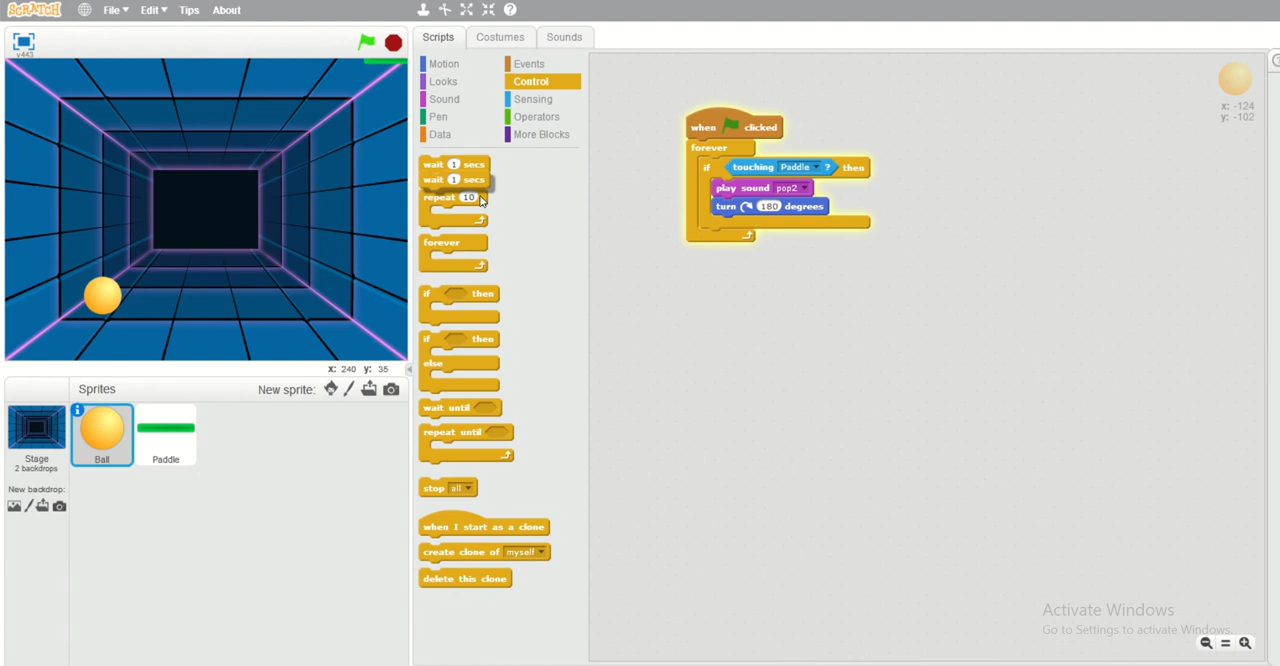 SCRATCH File Edit Tips About
v443
Scripts Costumes Sounds
Motion Events
Looks Control
Sound Sensing
Pen Operators
Data More Blocks
wait 1 secs
wait 1 secs
repeat 10
forever
if then
if then
else
wait until
repeat until
stop all
when I start as a clone
create clone of myself
delete this clone
when clicked
forever
if touching Paddle ? then
play sound pop2
turn 180 degrees
x: -124
y: -102
x: 240 y: 35
Sprites New sprite:
Stage
2 backdrops
New backdrop:
i
Ball
Paddle
Activate Windows
Go to Settings to activate Windows.